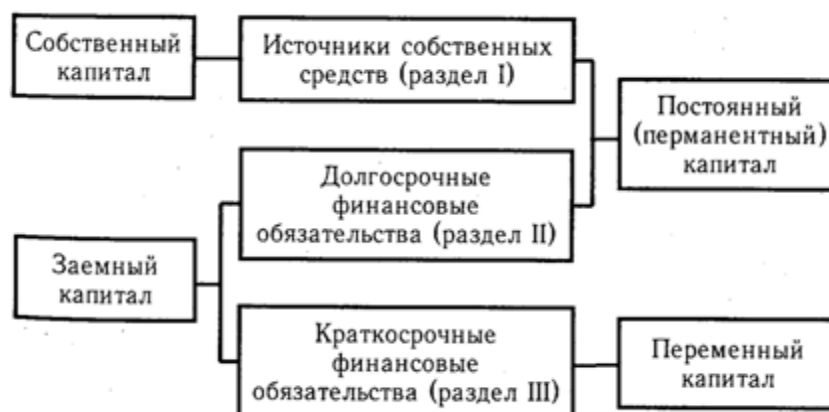 Собственный
капитал
Источники собственных
средств (раздел I)
Постоянный
(перманентный)
капитал
Долгосрочные
финансовые
обязательства (раздел II)
Заемный
капитал
Краткосрочные
финансовые
обязательства (раздел III)
Переменный
капитал